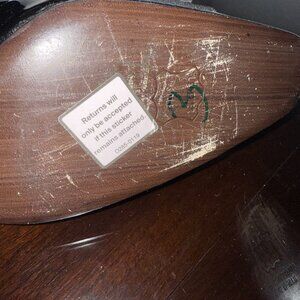 Returns will
only be accepted
if this sticker
remains attached.